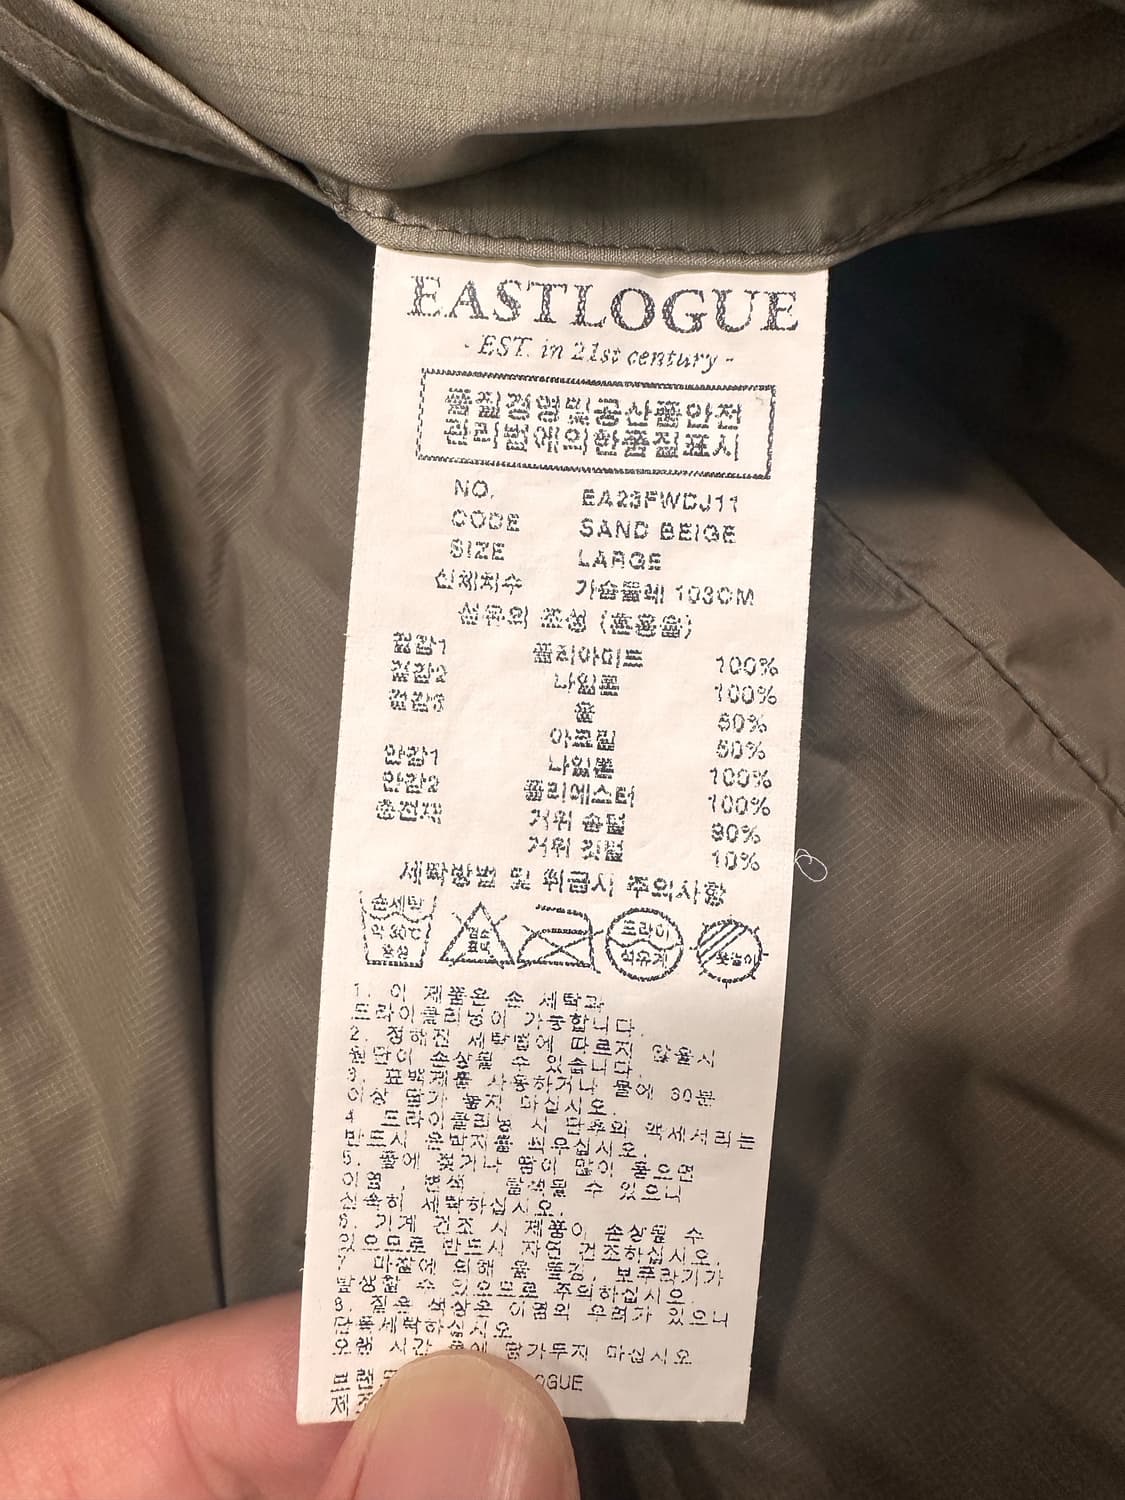 EASTLOGUE
- EST. in 21st century -
품질경영및공산품안전
관리법에의한품질표시
NO. EA23FWDJ11
CODE SAND BEIGE
SIZE LARGE
신체치수 가슴둘레 103CM
섬유의 조성 (혼용율)
겉감1 폴리아미드 100%
겉감2 나일론 100%
겉감3 울 50%
아크릴 50%
안감1 나일론 100%
안감2 폴리에스터 100%
충전재 거위 솜털 90%
거위 깃털 10%
세탁방법 및 취급시 주의사항
손세탁
약 30℃
중성
염소
표백
드라이
석유계
옷걸이
1. 이 제품은 손 세탁과
드라이클리닝이 가능합니다.
2. 정해진 세탁법에 따르지 않을시
원단이 손상될 수 있습니다.
3. 표백제를 사용하거나 물에 30분
이상 담가 놓지 마십시오.
4. 드라이클리닝 시 단추와 액세서리는
반드시 은박지를 씌우십시오.
5. 물에 젖거나 땀이 많이 묻으면
이염, 변색, 탈색될 수 있으니
신속히 세탁하십시오.
6. 기계 건조 시 제품이 손상될 수
있으므로 반드시 자연 건조하십시오.
7. 마찰에 의해 올 뜯김, 보푸라기가
발생할 수 있으므로 주의하십시오.
8. 짙은 색상은 이염의 우려가 있으니
단독세탁하십시오
오랜 시간 물에 담가두지 마십시오
OGUE